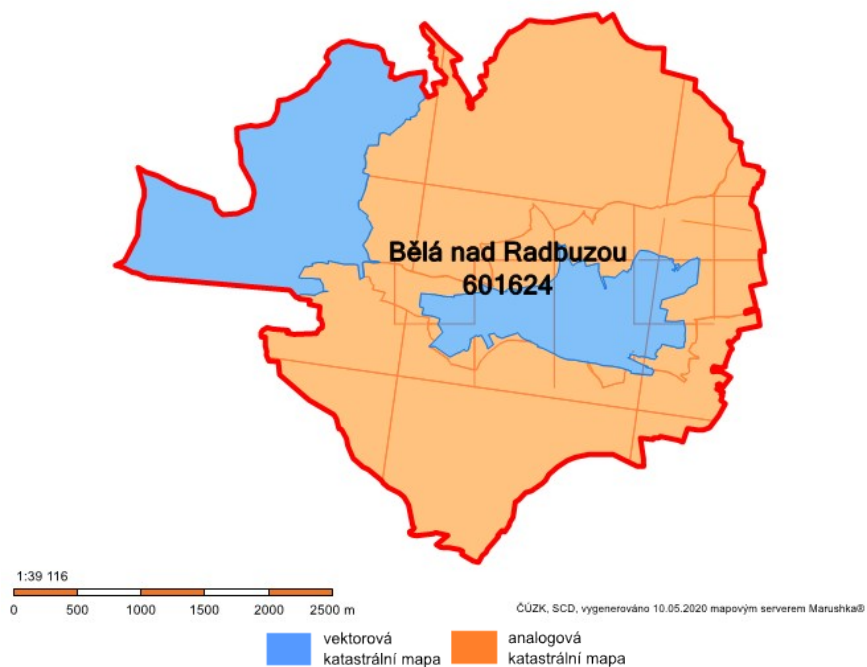 Bělá nad Radbuzou
601624
1:39 116
0 500 1000 1500 2000 2500 m
ČÚZK, SCD, vygenerováno 10.05.2020 mapovým serverem Marushka®
vektorová
katastrální mapa
analogová
katastrální mapa